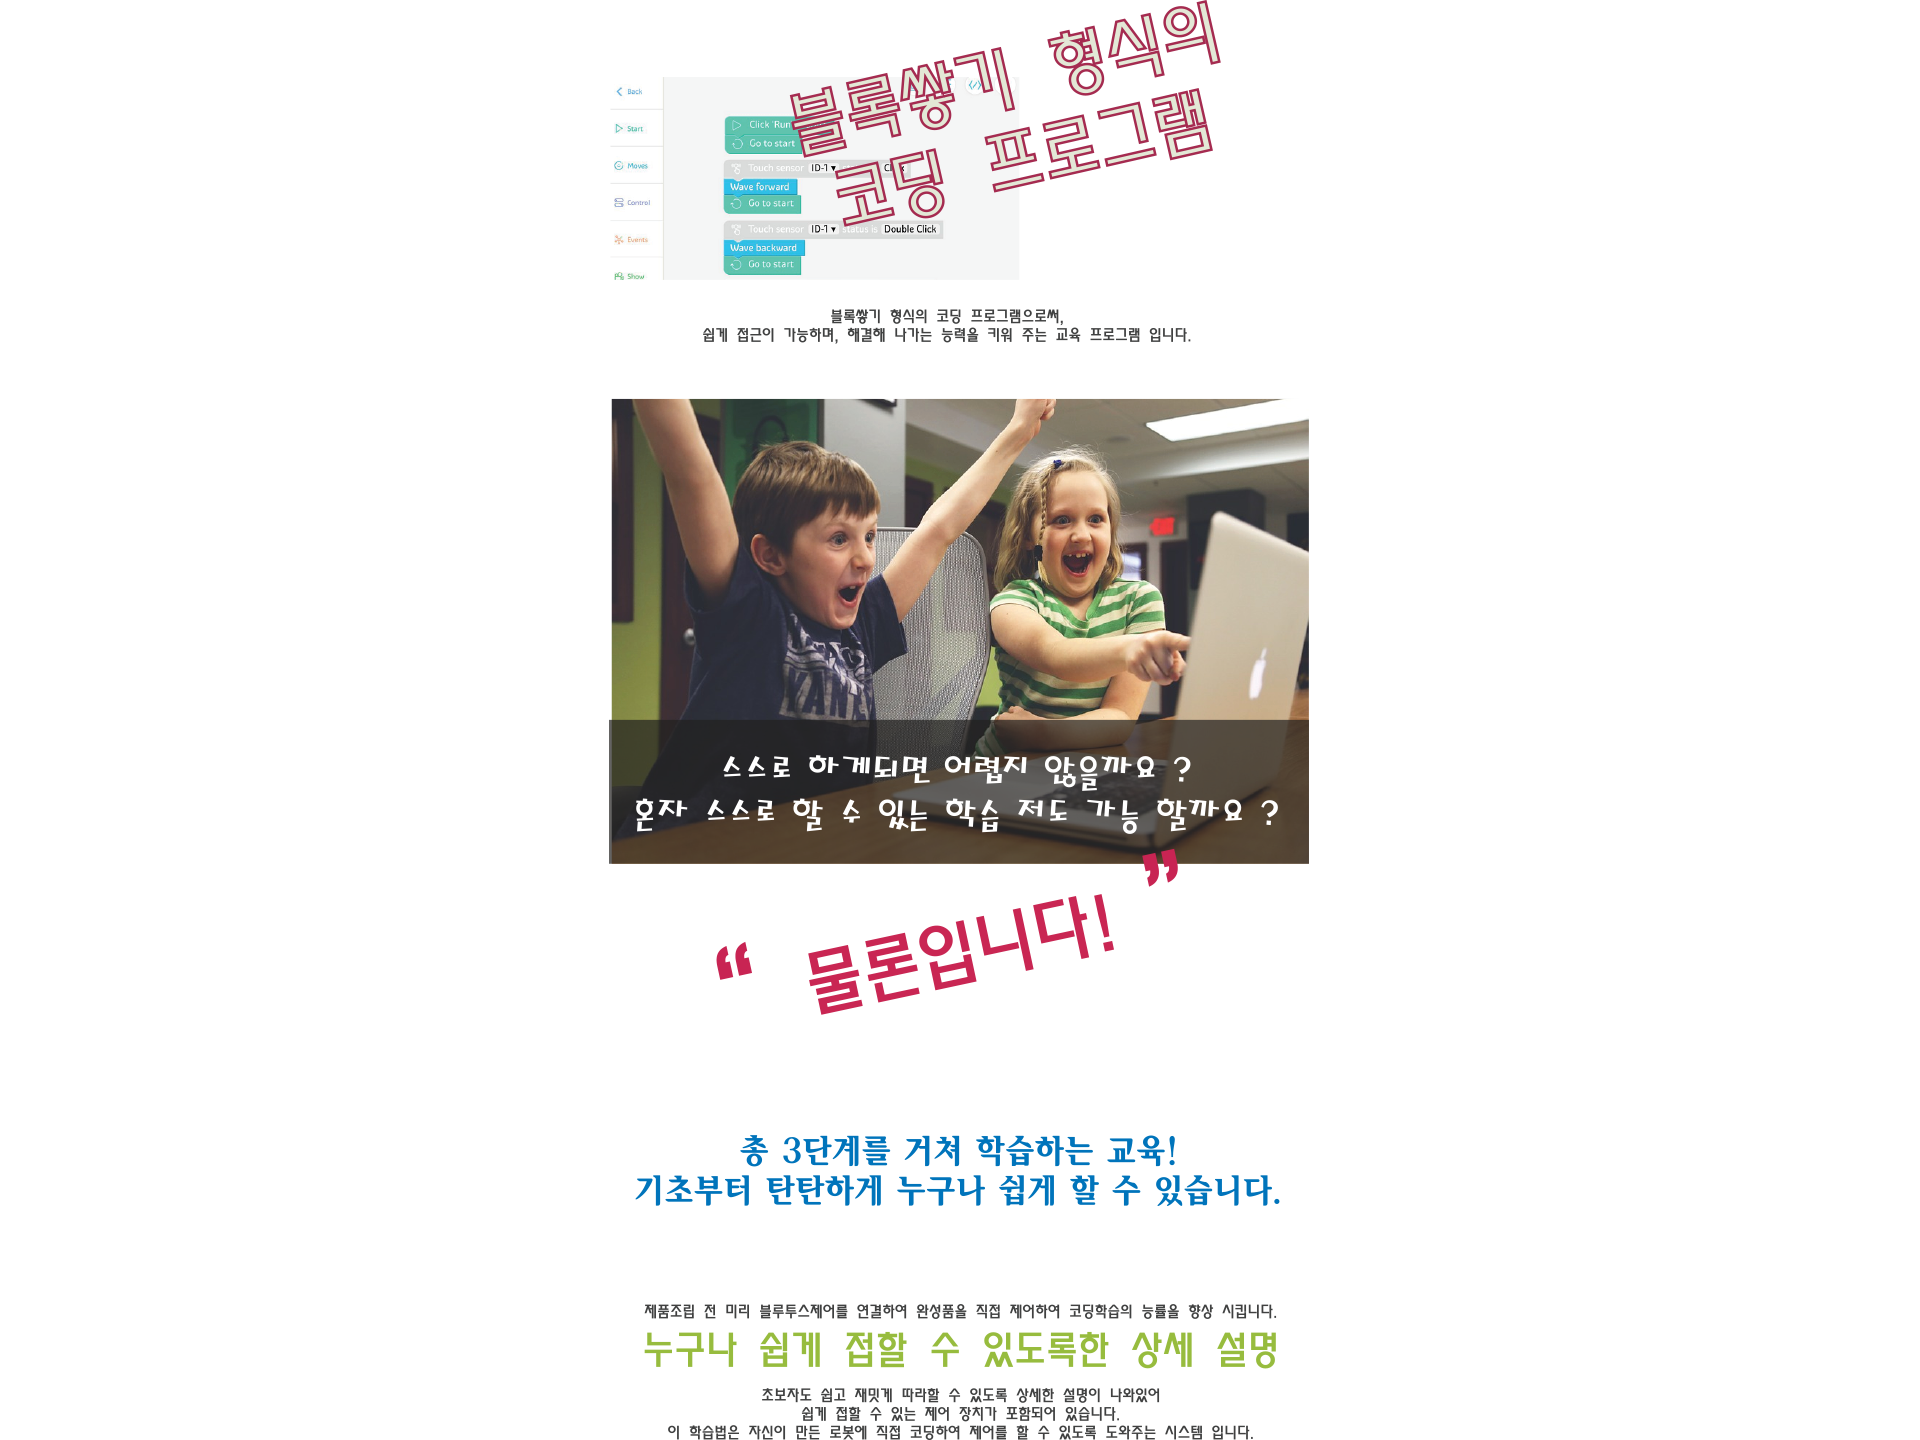 블록쌓기 형식의
코딩 프로그램
Back
Start
Moves
Control
Events
Show
Click 'Run
Go to start
Touch sensor ID-1 ▾
Wave forward
Go to start
Touch sensor ID-1 ▾ status is Double Click
Wave backward
Go to start
블록쌓기 형식의 코딩 프로그램으로써,
쉽게 접근이 가능하며, 해결해 나가는 능력을 키워 주는 교육 프로그램 입니다.
스스로 하게되면 어렵지 않을까요 ?
혼자 스스로 할 수 있는 학습 저도 가능 할까요 ?
“ 물론입니다! ”
총 3단계를 거쳐 학습하는 교육!
기초부터 탄탄하게 누구나 쉽게 할 수 있습니다.
제품조립 전 미리 블루투스제어를 연결하여 완성품을 직접 제어하여 코딩학습의 능률을 향상 시킵니다.
누구나 쉽게 접할 수 있도록한 상세 설명
초보자도 쉽고 재밋게 따라할 수 있도록 상세한 설명이 나와있어
쉽게 접할 수 있는 제어 장치가 포함되어 있습니다.
이 학습법은 자신이 만든 로봇에 직접 코딩하여 제어를 할 수 있도록 도와주는 시스템 입니다.